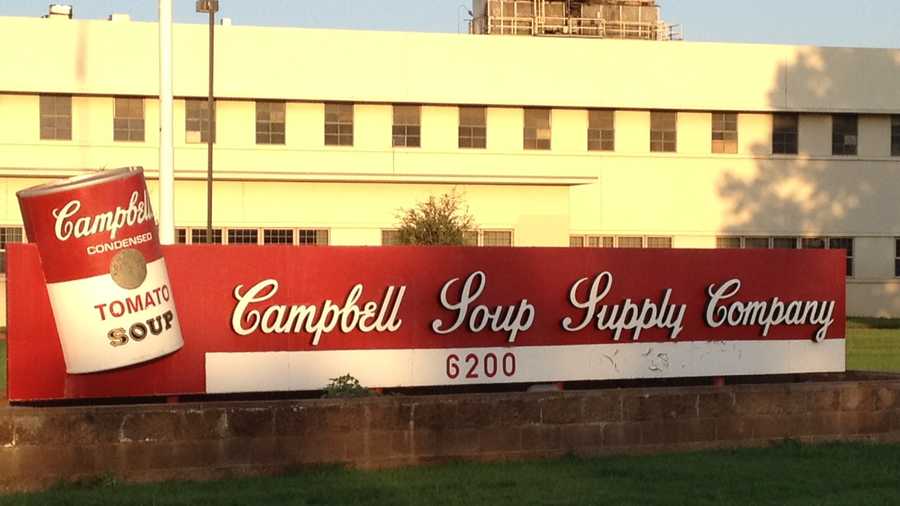 Campbell's
CONDENSED
TOMATO
SOUP
Campbell Soup Supply Company
6200